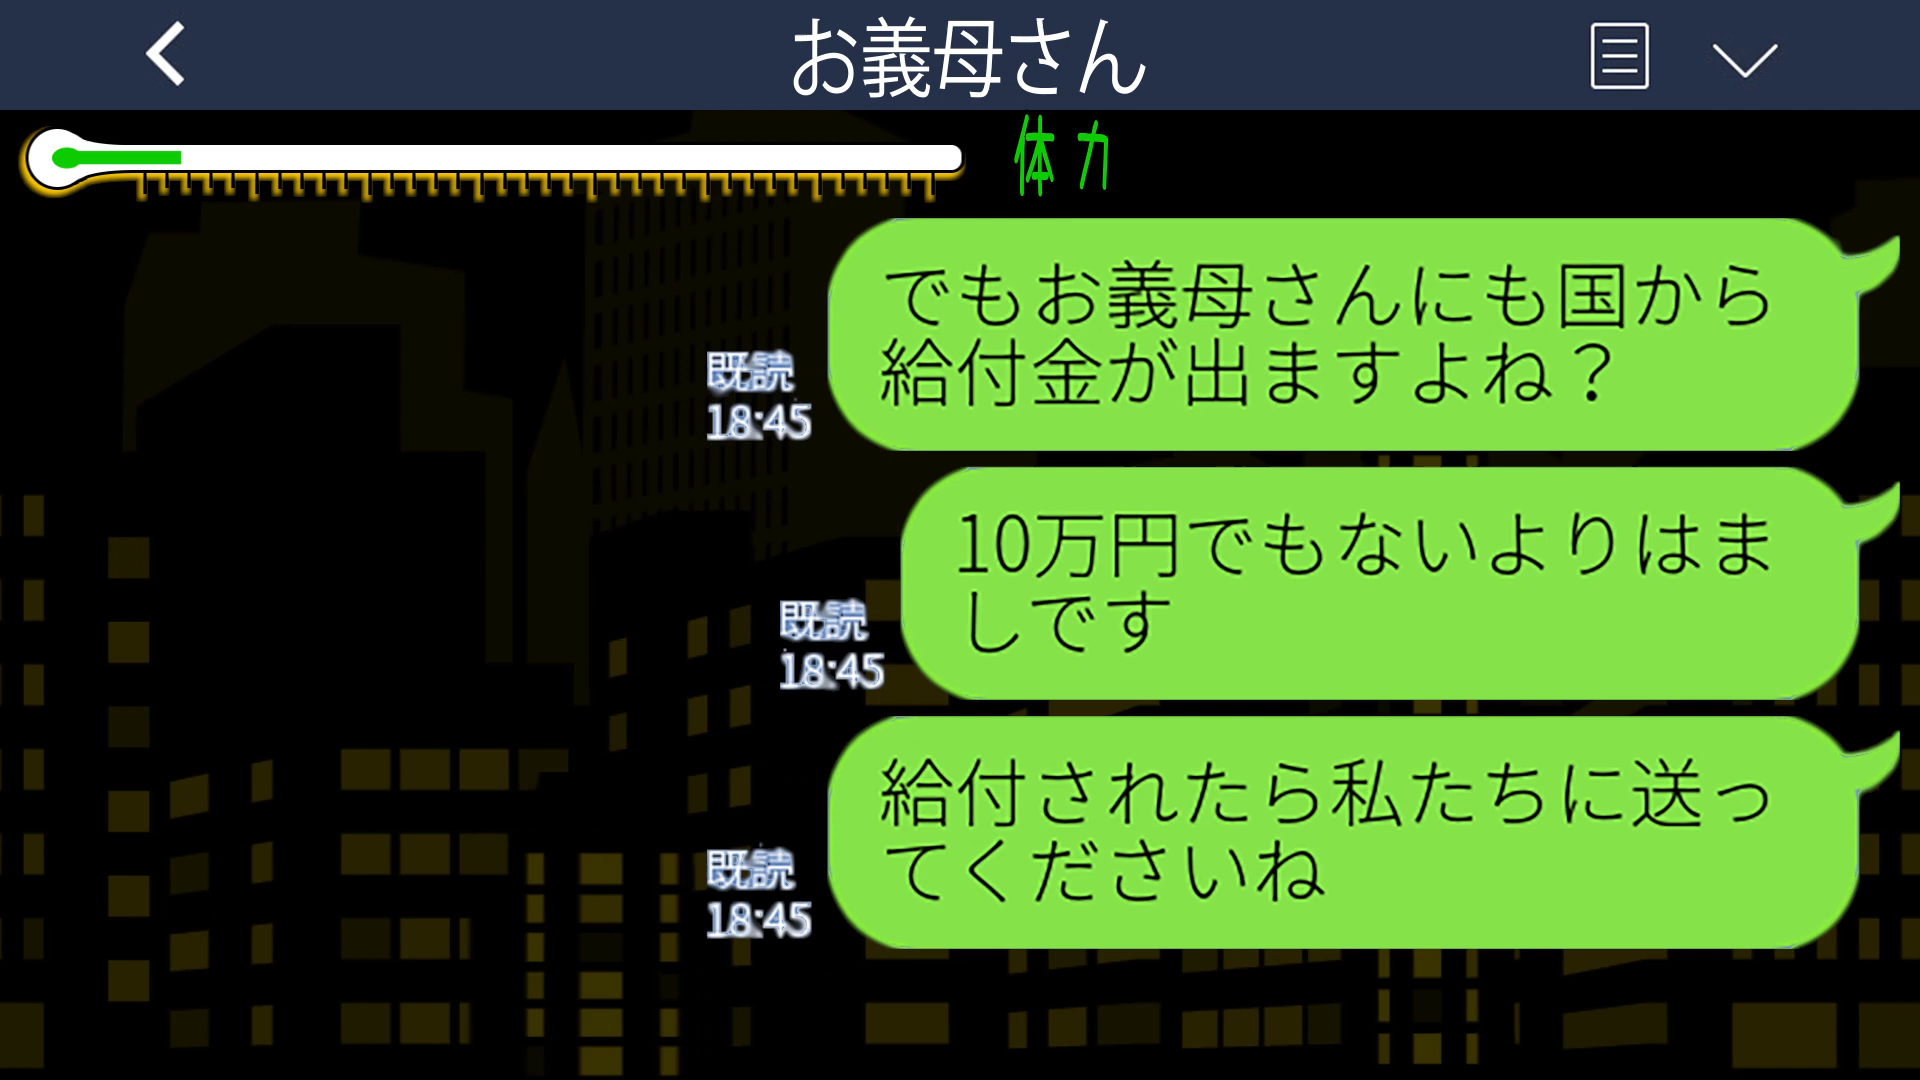 お義母さん
体力
でもお義母さんにも国から
給付金が出ますよね？
既読
18:45
10万円でもないよりはま
しです
既読
18:45
給付されたら私たちに送っ
てくださいね
既読
18:45